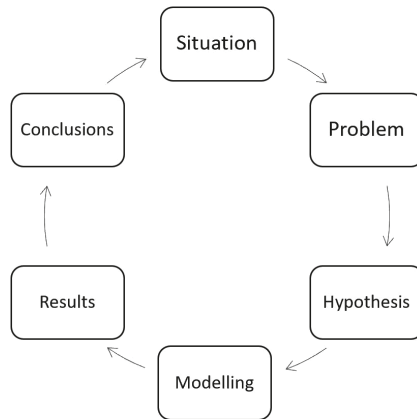 Situation
Problem
Hypothesis
Modelling
Results
Conclusions